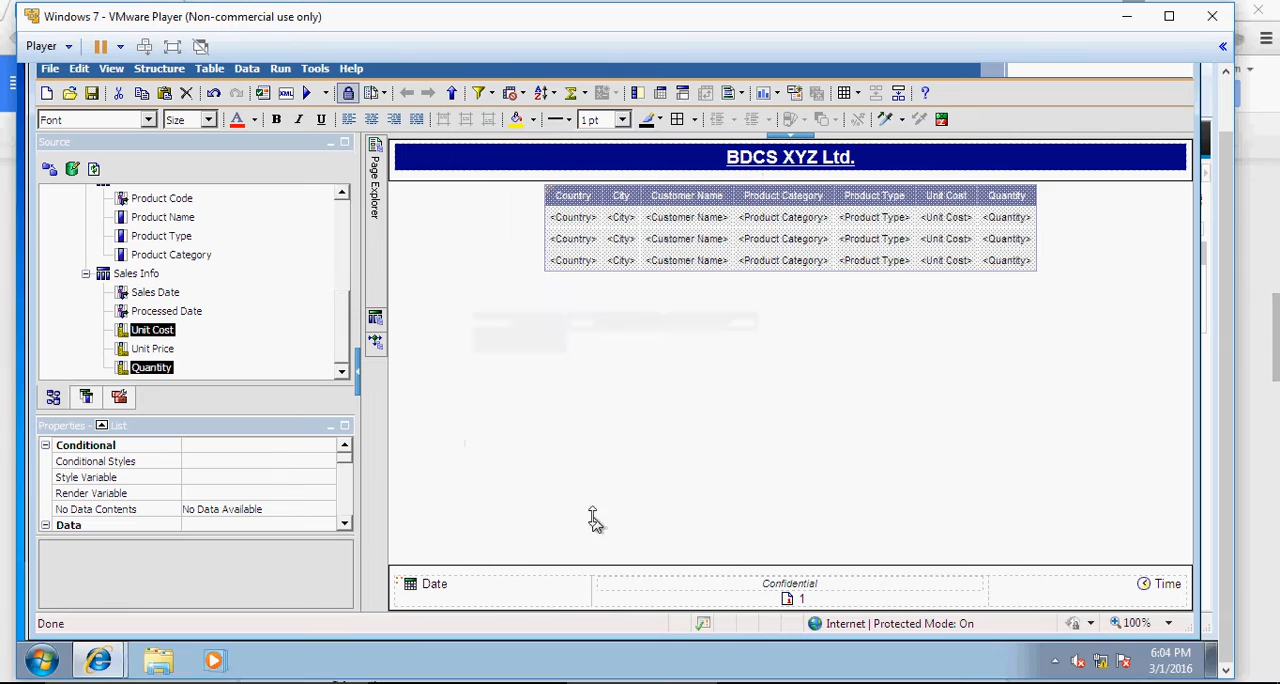 Windows 7 - VMware Player (Non-commercial use only)
Player
File Edit View Structure Table Data Run Tools Help
Font Size B I U 1 pt
Source
Product Code
Product Name
Product Type
Product Category
Sales Info
Sales Date
Processed Date
Unit Cost
Unit Price
Quantity
Properties - List
Conditional
Conditional Styles
Style Variable
Render Variable
No Data Contents No Data Available
Data
Page Explorer
BDCS XYZ Ltd.
Country City Customer Name Product Category Product Type Unit Cost Quantity
<Country> <City> <Customer Name> <Product Category> <Product Type> <Unit Cost> <Quantity>
<Country> <City> <Customer Name> <Product Category> <Product Type> <Unit Cost> <Quantity>
<Country> <City> <Customer Name> <Product Category> <Product Type> <Unit Cost> <Quantity>
Date Confidential Time
1
Done Internet | Protected Mode: On 100%
6:04 PM
3/1/2016